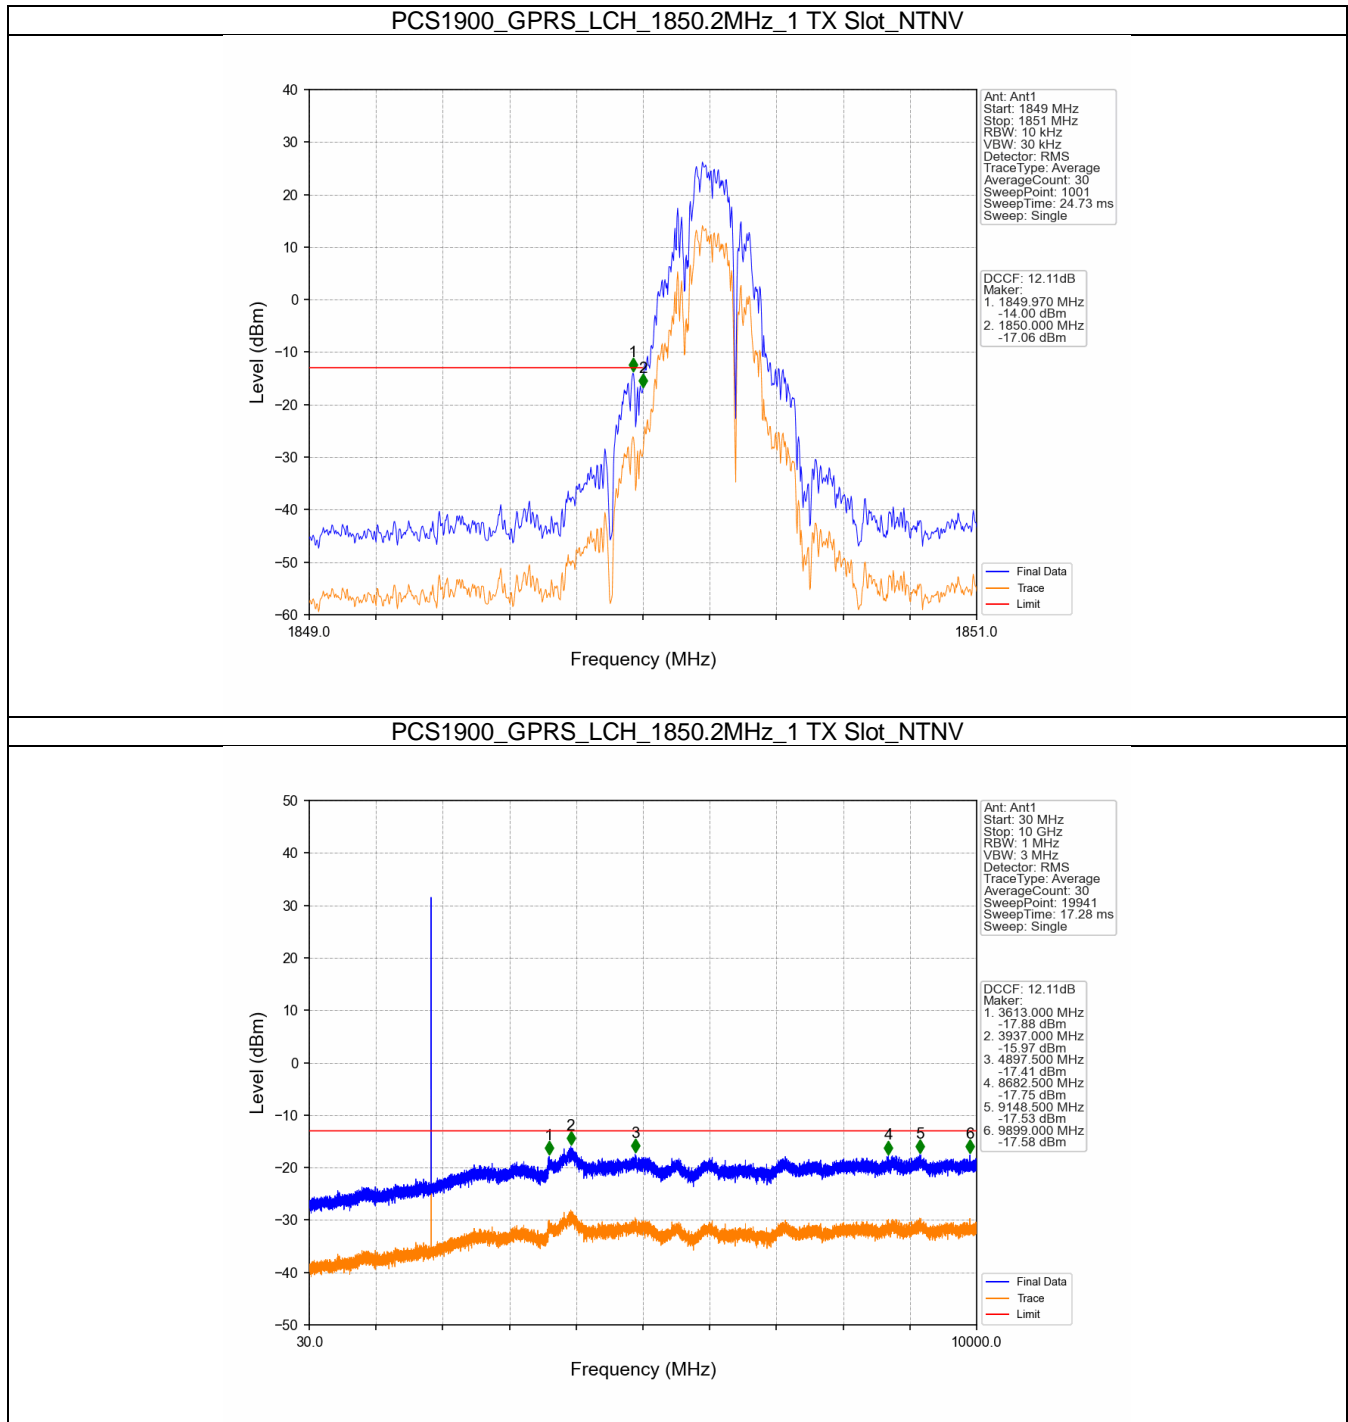 PCS1900_GPRS_LCH_1850.2MHz_1 TX Slot_NTNV
40
30
20
10
0
−10
−20
−30
−40
−50
−60
Level (dBm)
1849.0
1851.0
Frequency (MHz)
1
2
Ant: Ant1
Start: 1849 MHz
Stop: 1851 MHz
RBW: 10 kHz
VBW: 30 kHz
Detector: RMS
TraceType: Average
AverageCount: 30
SweepPoint: 1001
SweepTime: 24.73 ms
Sweep: Single
DCCF: 12.11dB
Maker:
1. 1849.970 MHz
-14.00 dBm
2. 1850.000 MHz
-17.06 dBm
Final Data
Trace
Limit
PCS1900_GPRS_LCH_1850.2MHz_1 TX Slot_NTNV
50
40
30
20
10
0
−10
−20
−30
−40
−50
Level (dBm)
30.0
10000.0
Frequency (MHz)
1
2
3
4
5
6
Ant: Ant1
Start: 30 MHz
Stop: 10 GHz
RBW: 1 MHz
VBW: 3 MHz
Detector: RMS
TraceType: Average
AverageCount: 30
SweepPoint: 19941
SweepTime: 17.28 ms
Sweep: Single
DCCF: 12.11dB
Maker:
1. 3613.000 MHz
-17.88 dBm
2. 3937.000 MHz
-15.97 dBm
3. 4897.500 MHz
-17.41 dBm
4. 8682.500 MHz
-17.75 dBm
5. 9148.500 MHz
-17.53 dBm
6. 9899.000 MHz
-17.58 dBm
Final Data
Trace
Limit